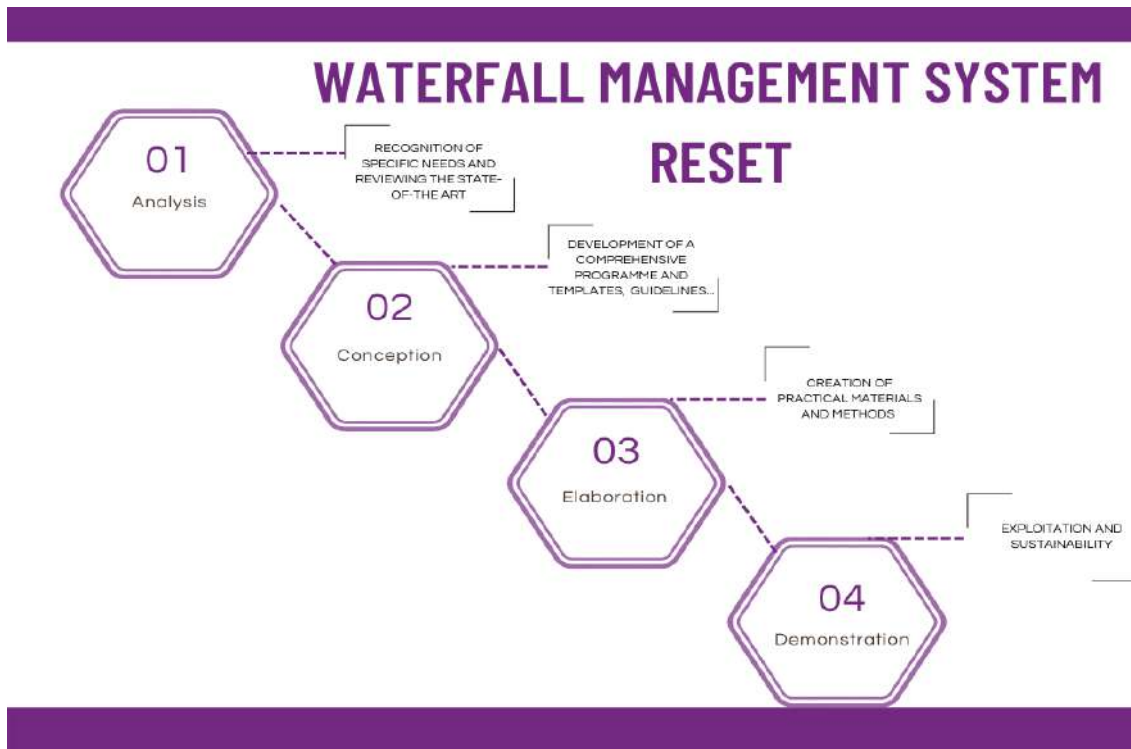 WATERFALL MANAGEMENT SYSTEM
RESET
01
Analysis
RECOGNITION OF
SPECIFIC NEEDS AND
REVIEWING THE STATE-
OF-THE ART
02
Conception
DEVELOPMENT OF A
COMPREHENSIVE
PROGRAMME AND
TEMPLATES, GUIDELINES...
03
Elaboration
CREATION OF
PRACTICAL MATERIALS
AND METHODS
04
Demonstration
EXPLOITATION AND
SUSTAINABILITY